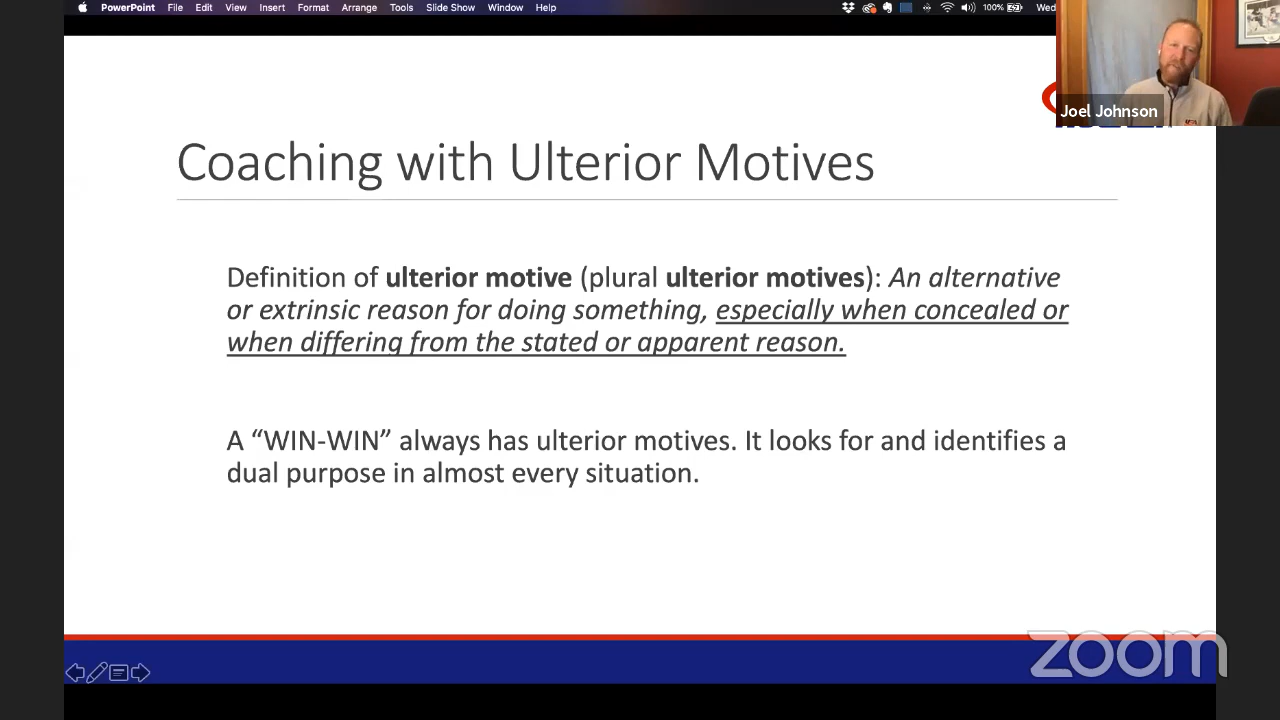 PowerPoint File Edit View Insert Format Arrange Tools Slide Show Window Help 100% Wed
Joel Johnson
Coaching with Ulterior Motives
Definition of ulterior motive (plural ulterior motives): An alternative
or extrinsic reason for doing something, especially when concealed or
when differing from the stated or apparent reason.
A “WIN-WIN” always has ulterior motives. It looks for and identifies a
dual purpose in almost every situation.
zoom